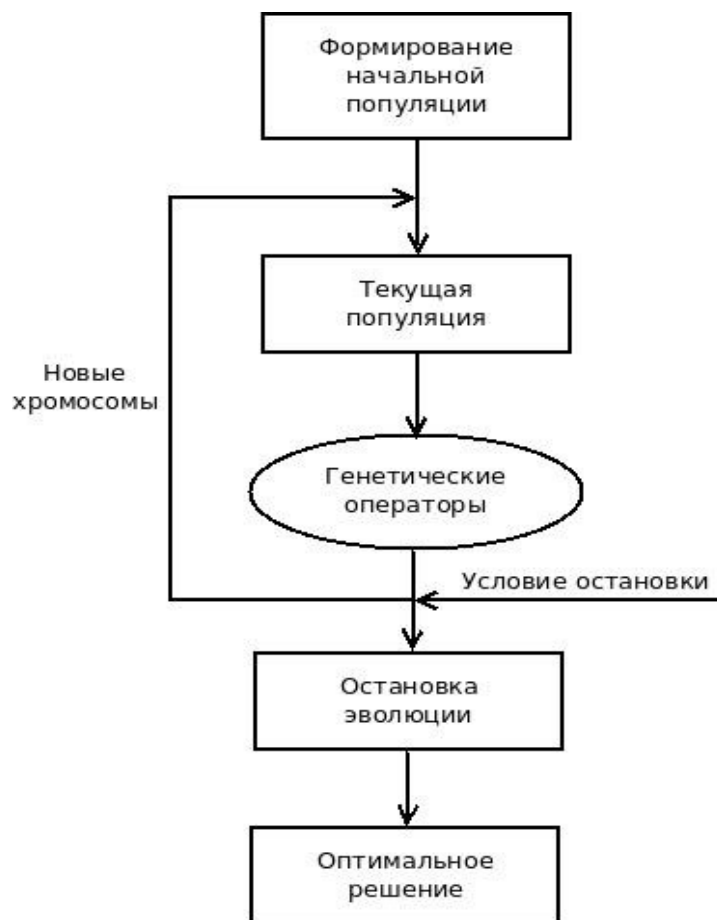 Формирование
начальной
популяции
Текущая
популяция
Новые
хромосомы
Генетические
операторы
Условие остановки
Остановка
эволюции
Оптимальное
решение